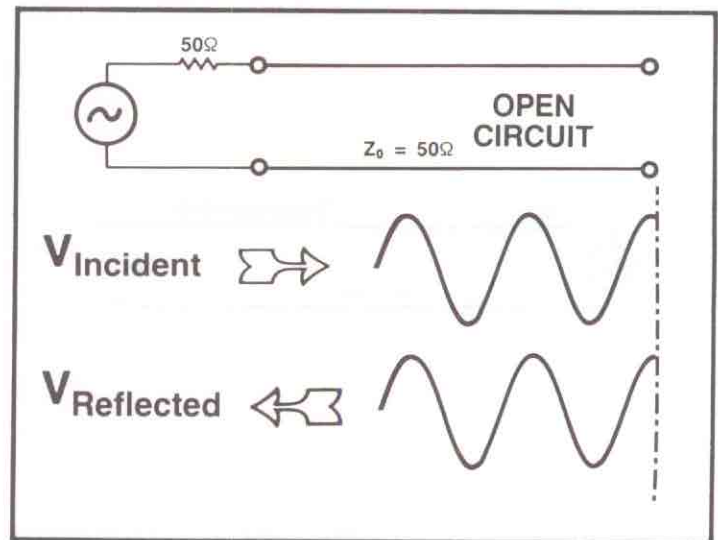 50Ω
OPEN
CIRCUIT
Z₀ = 50Ω
VIncident
VReflected